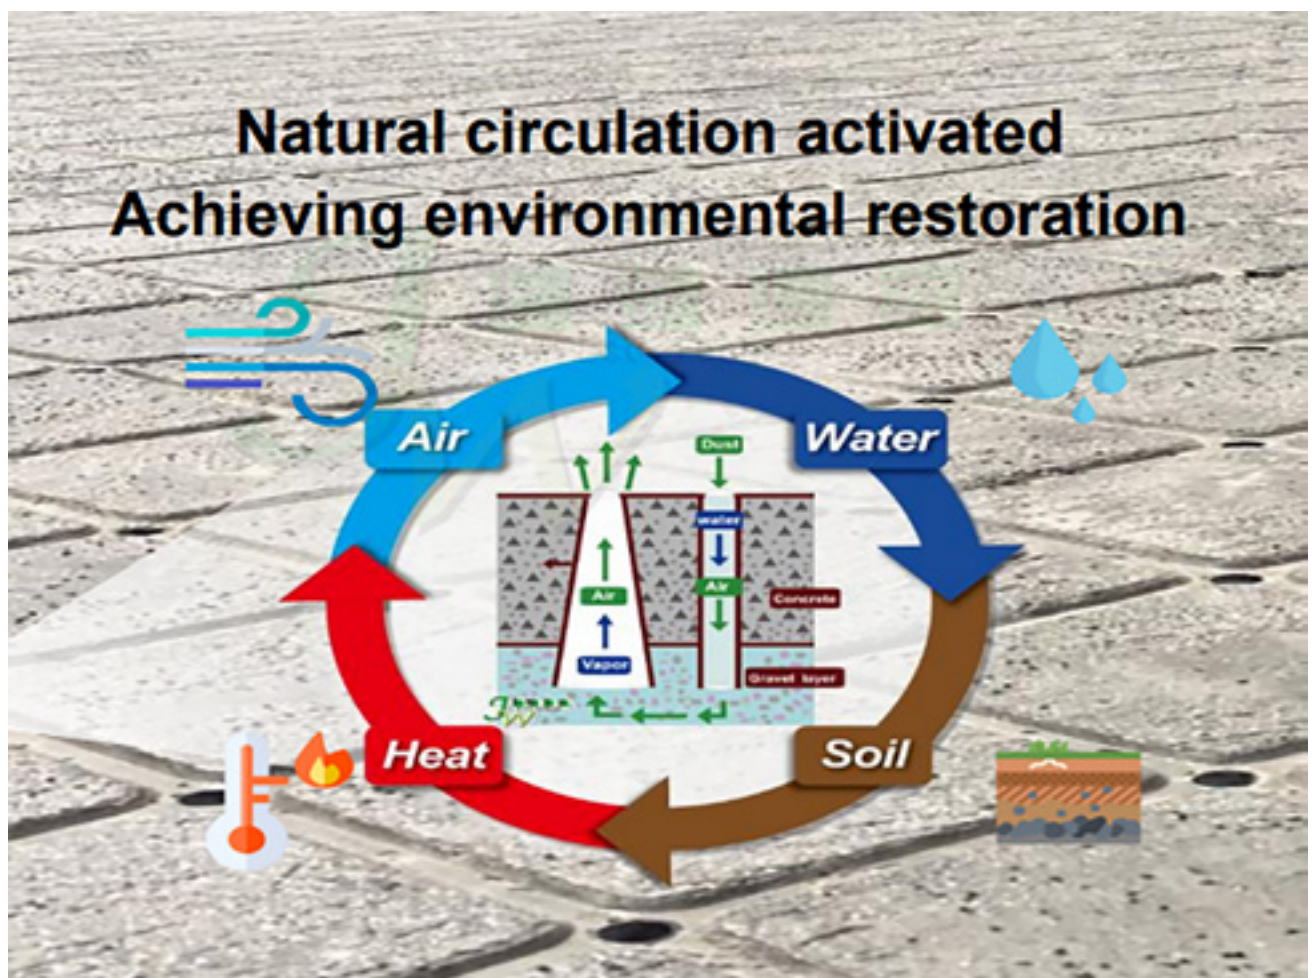 Natural circulation activated
Achieving environmental restoration
Air
Water
Dust
water
Air
Air
Concrete
Vapor
Gravel layer
Heat
Soil